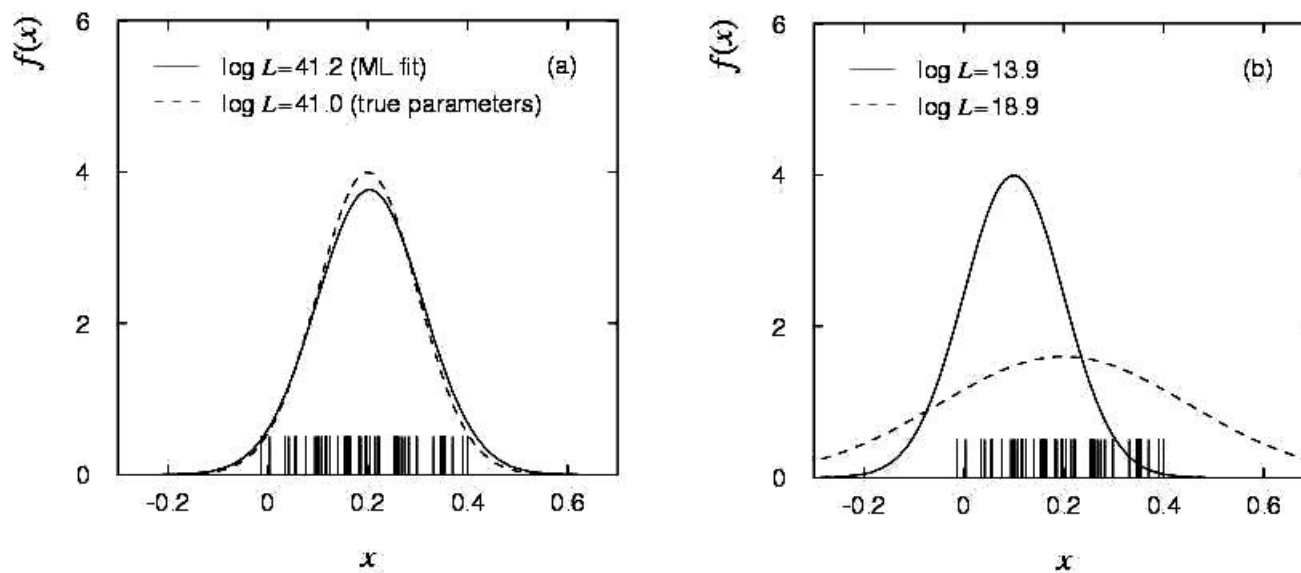 f(x)
6
4
2
0
log L=41.2 (ML fit)
(a)
log L=41.0 (true parameters)
-0.2
0
0.2
0.4
0.6
x
f(x)
6
4
2
0
log L=13.9
(b)
log L=18.9
-0.2
0
0.2
0.4
0.6
x